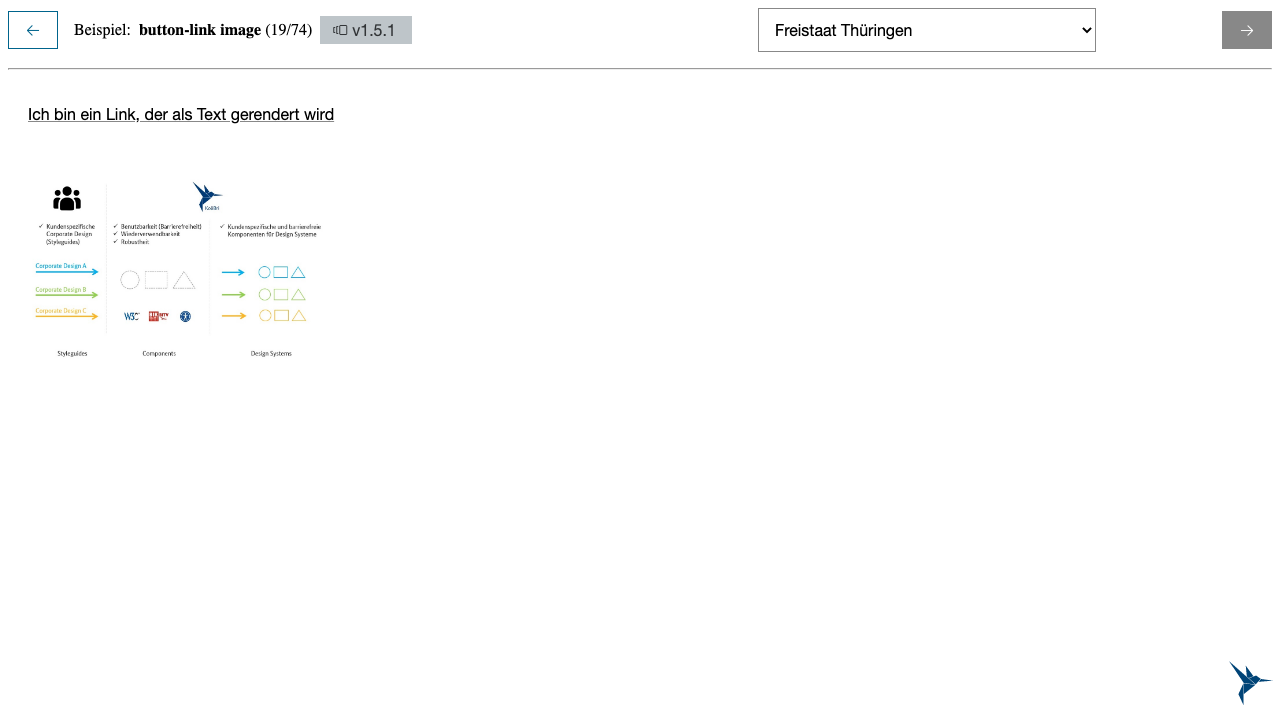 Beispiel: button-link image (19/74) v1.5.1 Freistaat Thüringen
Ich bin ein Link, der als Text gerendert wird
KoliBri
✓ Kundenspezifische
Corporate Design
(Styleguides)
✓ Benutzbarkeit (Barrierefreiheit)
✓ Wiederverwendbarkeit
✓ Robustheit
✓ Kundenspezifische und barrierefreie
Komponenten für Design Systeme
Corporate Design A
Corporate Design B
Corporate Design C
W3C
Styleguides
Components
Design Systems